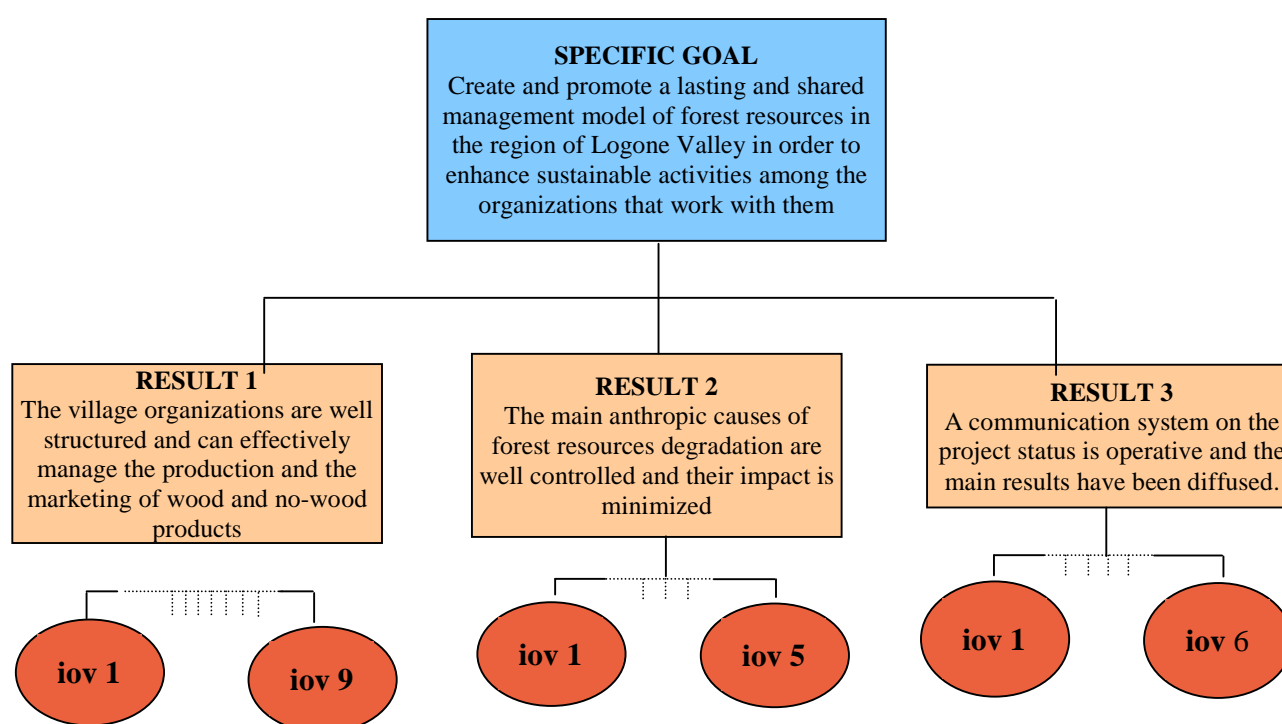 SPECIFIC GOAL
Create and promote a lasting and shared
management model of forest resources in
the region of Logone Valley in order to
enhance sustainable activities among the
organizations that work with them
RESULT 1
The village organizations are well
structured and can effectively
manage the production and the
marketing of wood and no-wood
products
RESULT 2
The main anthropic causes of
forest resources degradation are
well controlled and their impact is
minimized
RESULT 3
A communication system on the
project status is operative and the
main results have been diffused.
iov 1
iov 9
iov 1
iov 5
iov 1
iov 6